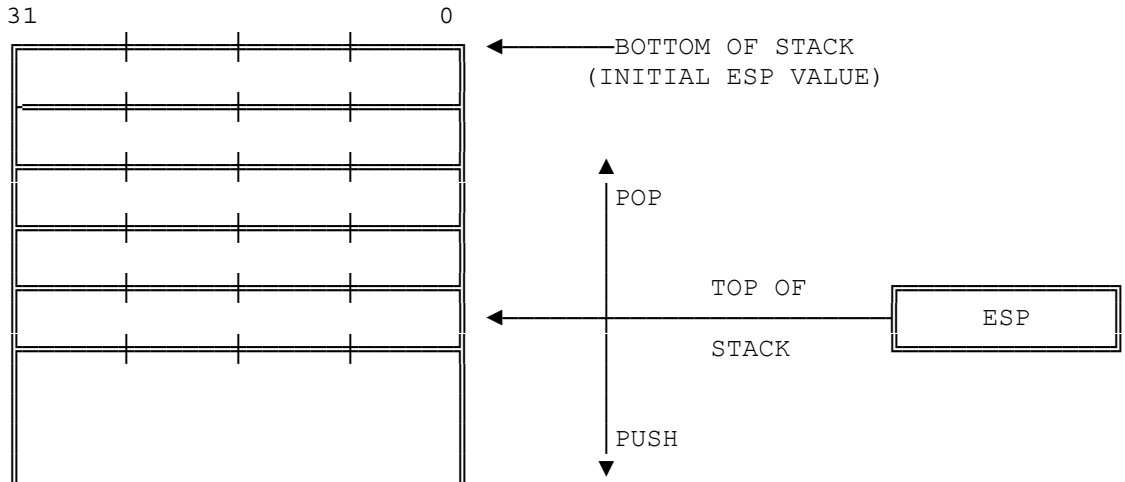 31 0
BOTTOM OF STACK
(INITIAL ESP VALUE)
POP
TOP OF
ESP
STACK
PUSH